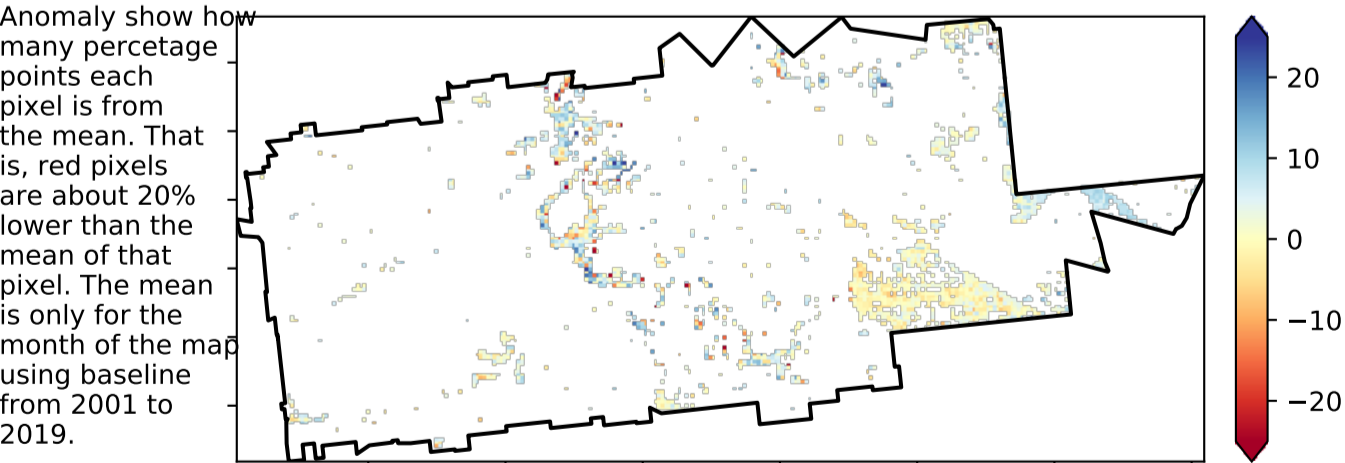 Anomaly show how
many percetage
points each
pixel is from
the mean. That
is, red pixels
are about 20%
lower than the
mean of that
pixel. The mean
is only for the
month of the map
using baseline
from 2001 to
2019.
20
10
0
−10
−20